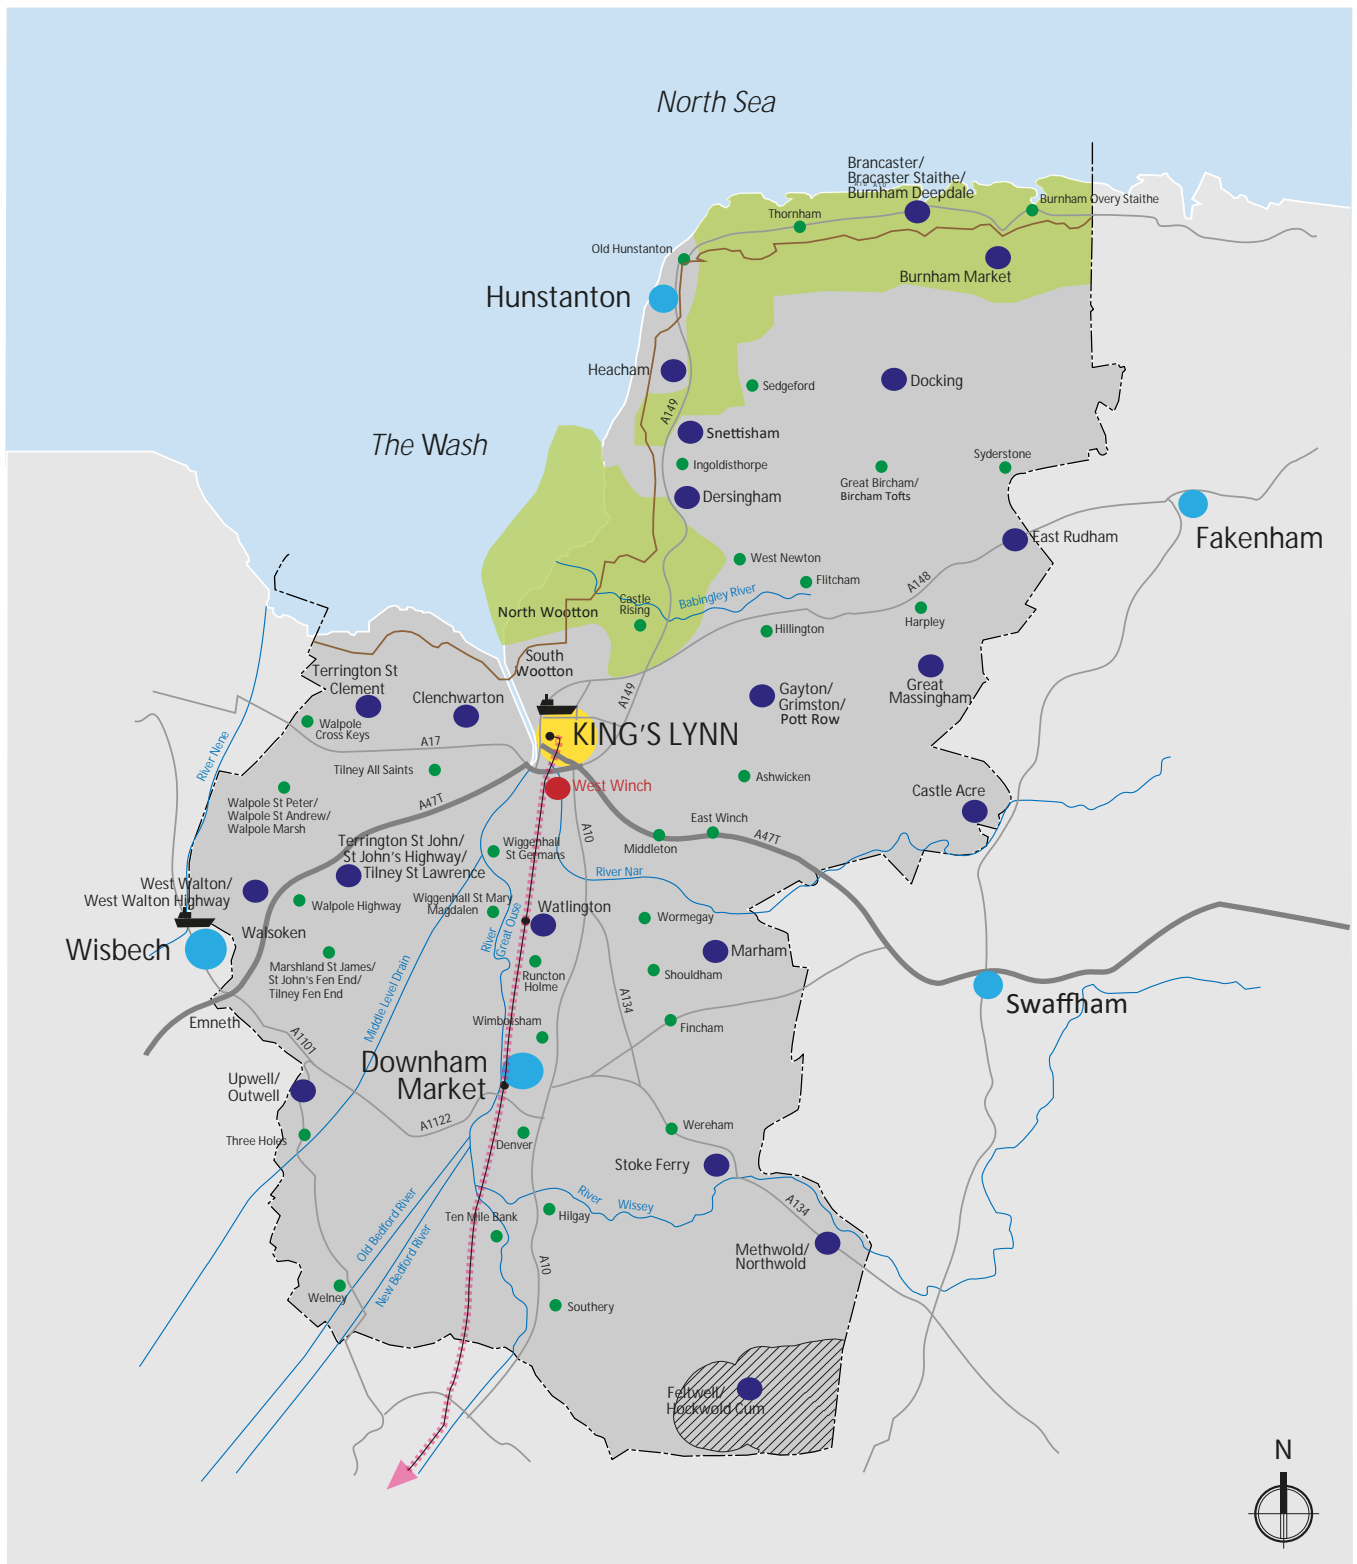 North Sea
Brancaster/
Bracaster Staithe/
Burnham Deepdale
Burnham Overy Staithe
Thornham
Old Hunstanton
Burnham Market
Hunstanton
Heacham
Docking
Sedgeford
A149
Snettisham
The Wash
Ingoldisthorpe
Syderstone
Great Bircham/
Bircham Tofts
Dersingham
East Rudham
Fakenham
West Newton
Flitcham
A148
Babingley River
Castle
Rising
North Wootton
Harpley
Hillington
South
Wootton
Terrington St
Clement
Clenchwarton
Great
Massingham
Gayton/
Grimston/
Pott Row
A149
Walpole
Cross Keys
KING'S LYNN
A17
River Nene
Tilney All Saints
Ashwicken
West Winch
Castle Acre
Walpole St Peter/
Walpole St Andrew/
Walpole Marsh
A47T
East Winch
A10
Middleton
A47T
Terrington St John/
St John's Highway/
Tilney St Lawrence
Wiggenhall
St Germans
River Nar
West Walton/
West Walton Highway
Walpole Highway
Wiggenhall St Mary
Magdalen
Watlington
Wormegay
Walsoken
Wisbech
River
Great Ouse
Marham
Marshland St James/
St John's Fen End/
Tilney Fen End
Middle Level Drain
Runcton
Holme
Shouldham
Swaffham
A134
Emneth
Wimbotsham
Fincham
A1101
Downham
Market
Upwell/
Outwell
A1122
Three Holes
Denver
Wereham
Stoke Ferry
River
Wissey
A134
Old Bedford River
New Bedford River
Ten Mile Bank
Hilgay
Methwold/
Northwold
A10
Welney
Southery
Feltwell/
Hockwold Cum
N